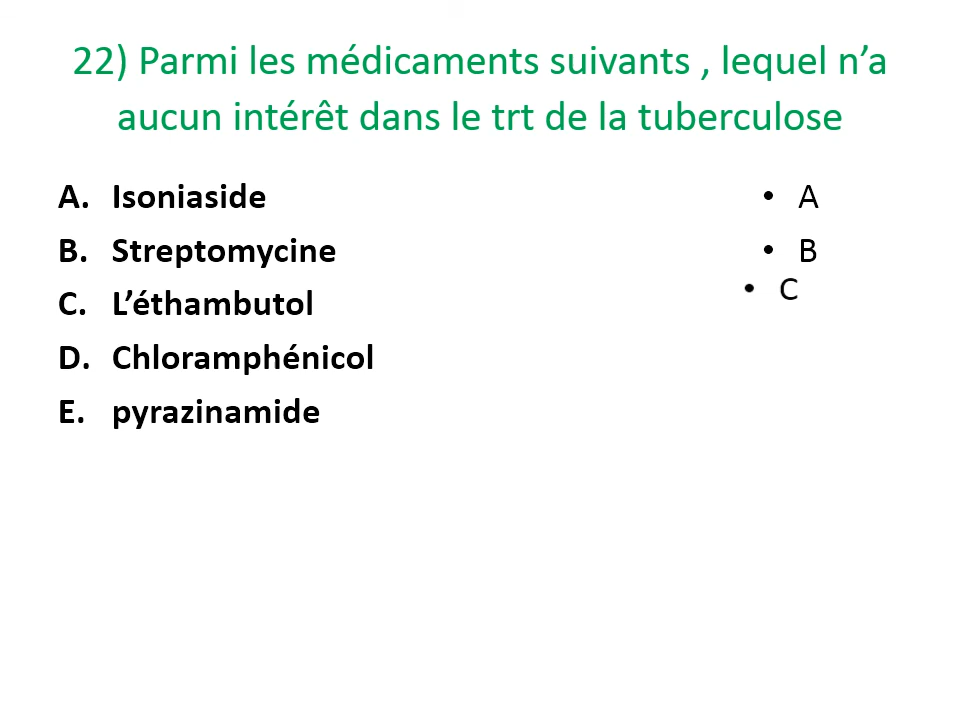 22) Parmi les médicaments suivants , lequel n’a
aucun intérêt dans le trt de la tuberculose
A. Isoniaside
B. Streptomycine
C. L’éthambutol
D. Chloramphénicol
E. pyrazinamide
• A
• B
• C